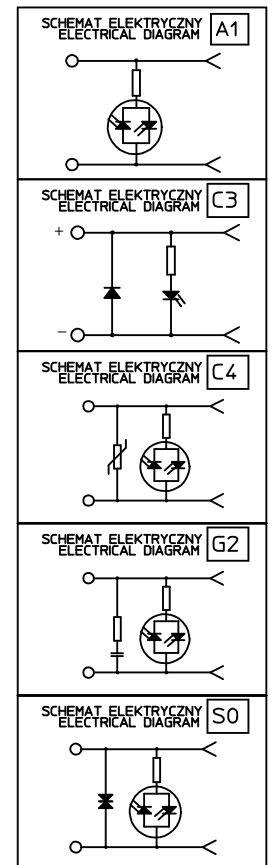 SCHEMAT ELEKTRYCZNY
ELECTRICAL DIAGRAM
A1
SCHEMAT ELEKTRYCZNY
ELECTRICAL DIAGRAM
C3
+
−
SCHEMAT ELEKTRYCZNY
ELECTRICAL DIAGRAM
C4
SCHEMAT ELEKTRYCZNY
ELECTRICAL DIAGRAM
G2
SCHEMAT ELEKTRYCZNY
ELECTRICAL DIAGRAM
S0